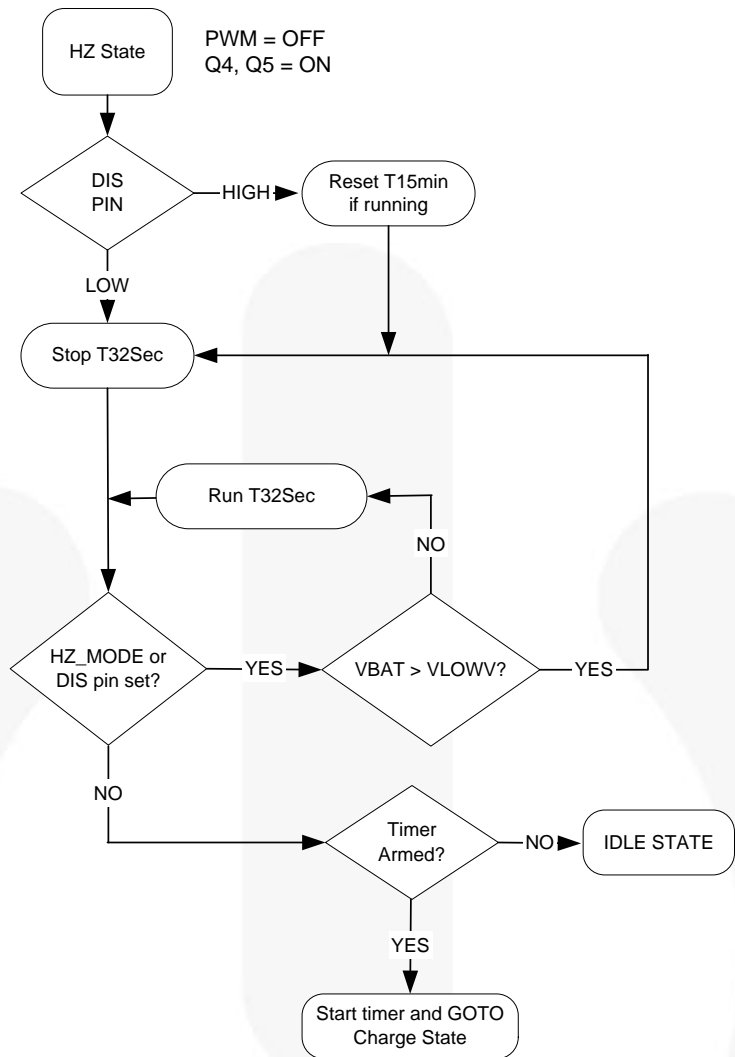 HZ State
PWM = OFF
Q4, Q5 = ON
DIS
PIN
HIGH
Reset T15min
if running
LOW
Stop T32Sec
Run T32Sec
NO
HZ_MODE or
DIS pin set?
YES
VBAT > VLOWV?
YES
NO
Timer
Armed?
NO
IDLE STATE
YES
Start timer and GOTO
Charge State